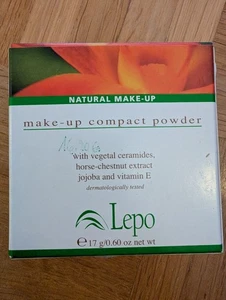 NATURAL MAKE-UP
make-up compact powder
with vegetal ceramides,
horse-chestnut extract
jojoba and vitamin E
dermatologically tested
Lepo
℮ 17 g/0.60 oz net wt